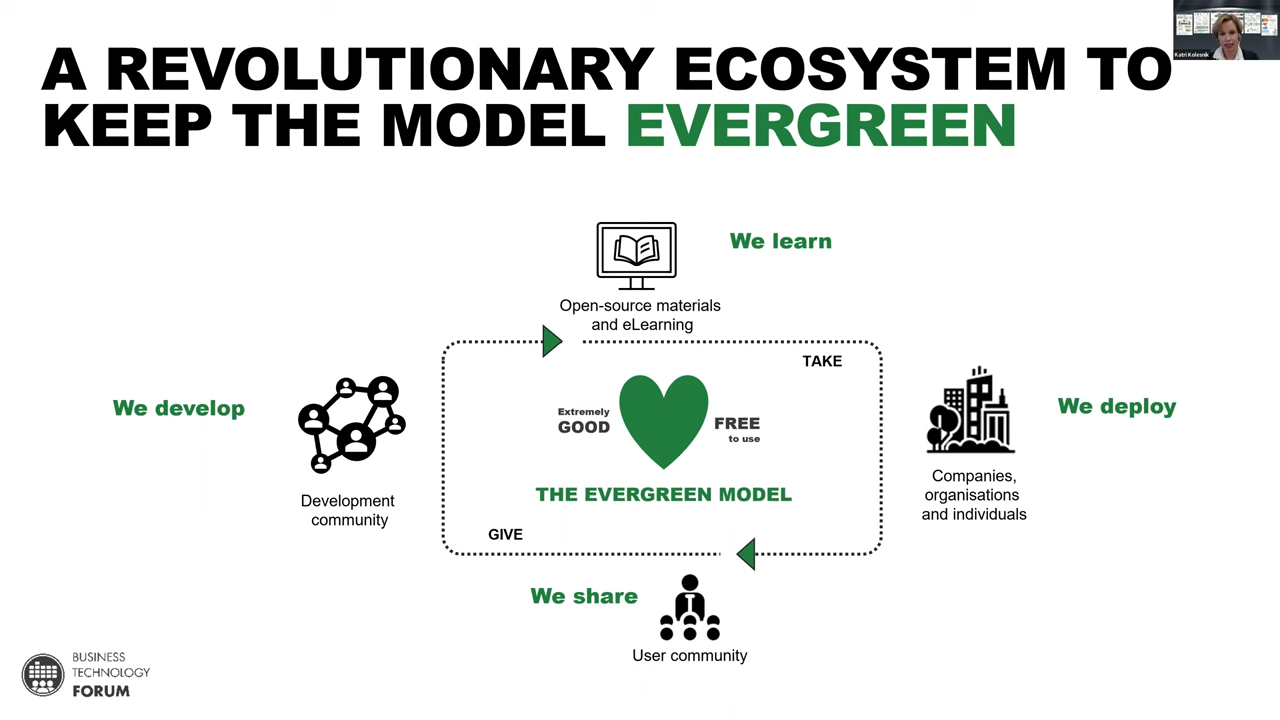 A REVOLUTIONARY ECOSYSTEM TO
KEEP THE MODEL EVERGREEN
Katri Kolesnik
We learn
Open-source materials
and eLearning
TAKE
We develop
Development
community
Extremely
GOOD
FREE
to use
THE EVERGREEN MODEL
We deploy
Companies,
organisations
and individuals
GIVE
We share
User community
BUSINESS
TECHNOLOGY
FORUM